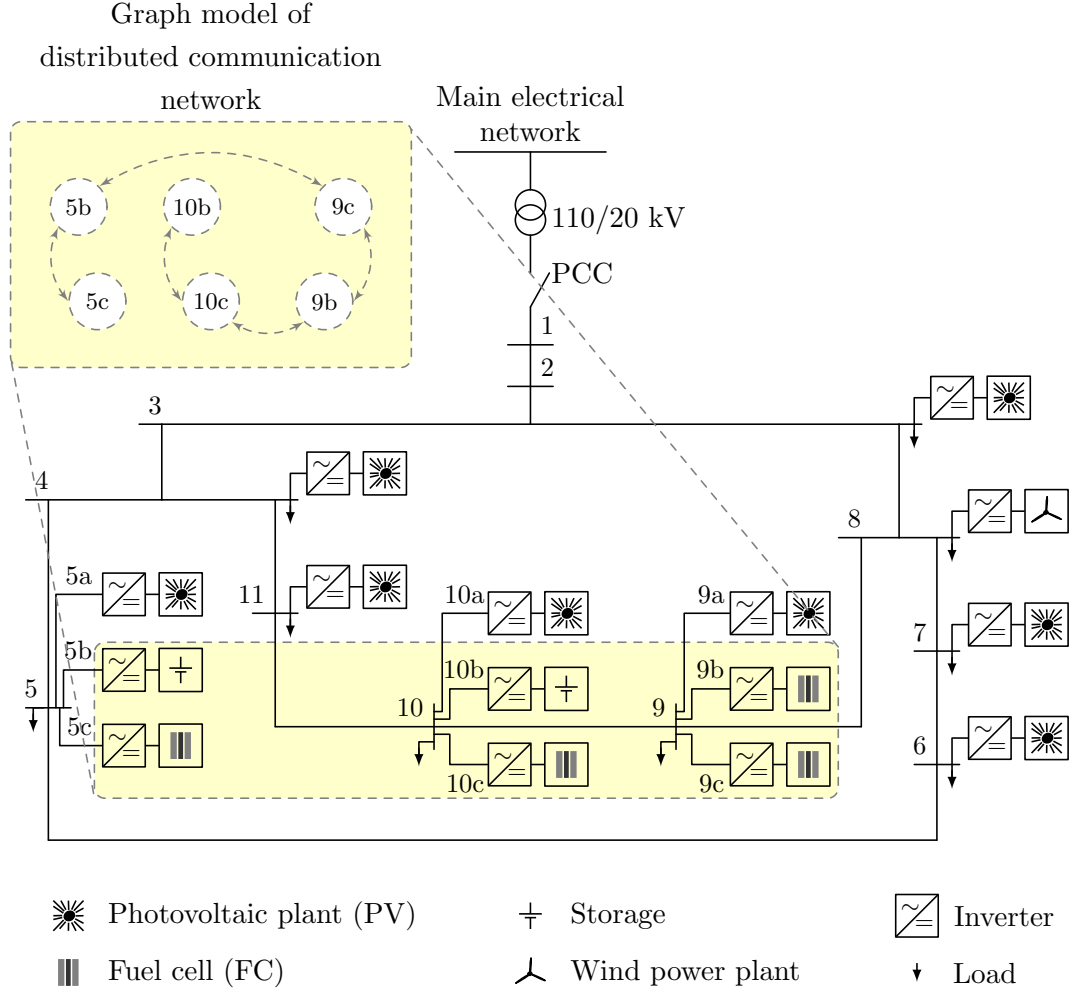 Graph model of
distributed communication
network
Main electrical
network
5b
10b
9c
5c
10c
9b
110/20 kV
PCC
1
2
3
4
8
5a
11
10a
9a
7
5b
10b
9b
5
10
9
5c
6
10c
9c
Photovoltaic plant (PV)
Storage
Inverter
Fuel cell (FC)
Wind power plant
Load